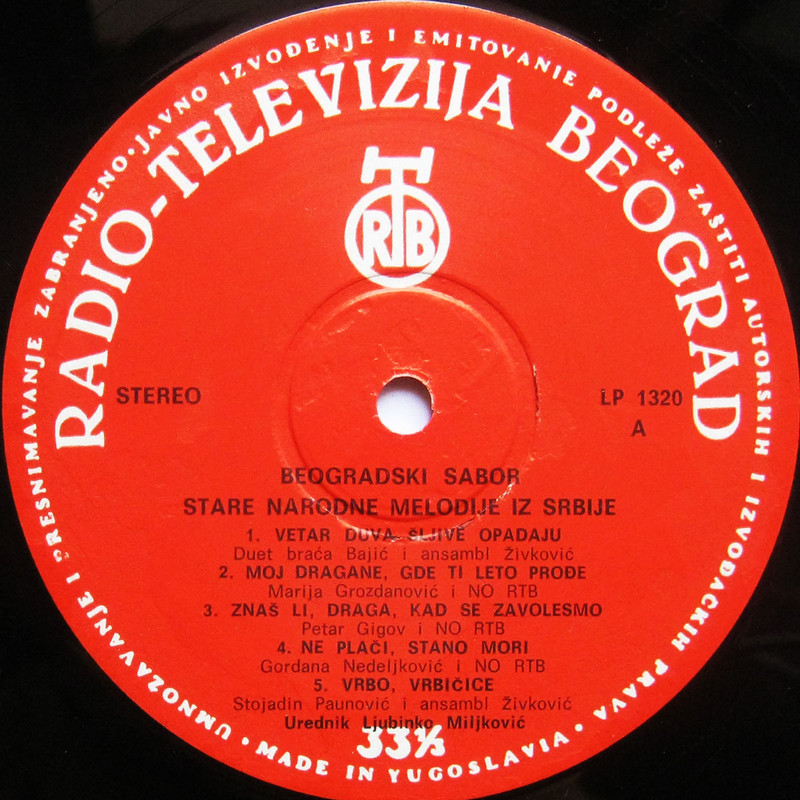 UMNOZAVANJE I PRESNIMAVANJE ZABRANJENO • JAVNO IZVOĐENJE I EMITOVANJE PODLEŽE ZAŠTITI AUTORSKIH I IZVOĐAČKIH PRAVA • MADE IN YUGOSLAVIA •
RADIO-TELEVIZIJA BEOGRAD
RTB
STEREO
LP 1320
A
BEOGRADSKI SABOR
STARE NARODNE MELODIJE IZ SRBIJE
1. VETAR DUVA ŠLJIVE OPADAJU
Duet braća Bajić i ansambl Živković
2. MOJ DRAGANE, GDE TI LETO PROĐE
Marija Grozdanović i NO RTB
3. ZNAŠ LI, DRAGA, KAD SE ZAVOLESMO
Petar Gigov i NO RTB
4. NE PLAČI, STANO MORI
Gordana Nedeljković i NO RTB
5. VRBO, VRBIČICE
Stojadin Paunović i ansambl Živković
Urednik Ljubinko Miljković
33⅓